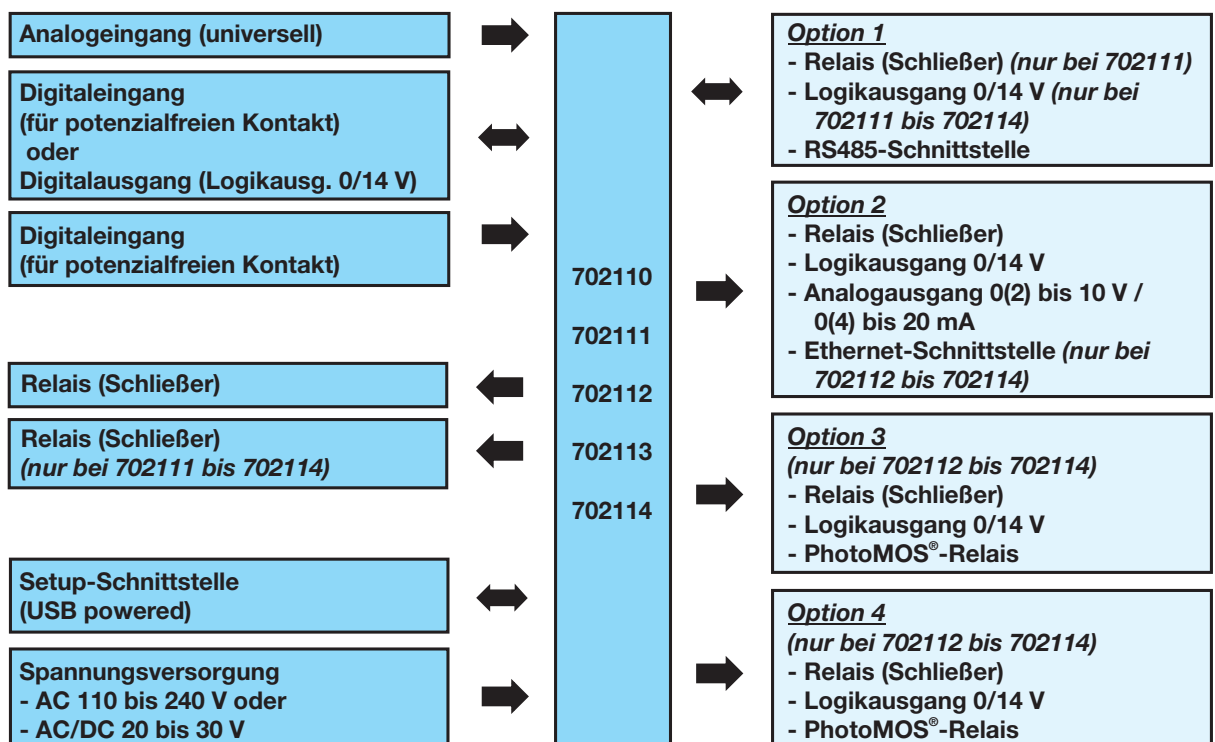 Analogeingang (universell)
Digitaleingang
(für potenzialfreien Kontakt)
oder
Digitalausgang (Logikausg. 0/14 V)
Digitaleingang
(für potenzialfreien Kontakt)
Relais (Schließer)
Relais (Schließer)
(nur bei 702111 bis 702114)
Setup-Schnittstelle
(USB powered)
Spannungsversorgung
- AC 110 bis 240 V oder
- AC/DC 20 bis 30 V
702110
702111
702112
702113
702114
Option 1
- Relais (Schließer) (nur bei 702111)
- Logikausgang 0/14 V (nur bei
702111 bis 702114)
- RS485-Schnittstelle
Option 2
- Relais (Schließer)
- Logikausgang 0/14 V
- Analogausgang 0(2) bis 10 V /
0(4) bis 20 mA
- Ethernet-Schnittstelle (nur bei
702112 bis 702114)
Option 3
(nur bei 702112 bis 702114)
- Relais (Schließer)
- Logikausgang 0/14 V
- PhotoMOS®-Relais
Option 4
(nur bei 702112 bis 702114)
- Relais (Schließer)
- Logikausgang 0/14 V
- PhotoMOS®-Relais